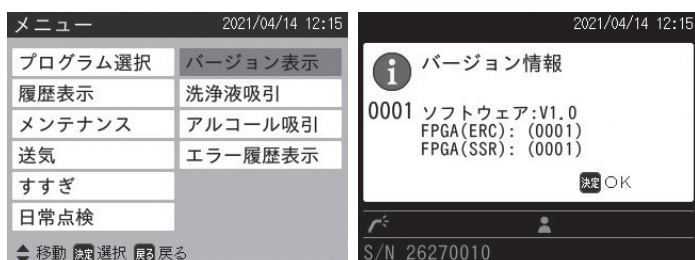 メニュー 2021/04/14 12:15
プログラム選択 バージョン表示
履歴表示 洗浄液吸引
メンテナンス アルコール吸引
送気 エラー履歴表示
すすぎ
日常点検
移動 決定 選択 戻る 戻る
2021/04/14 12:15
i バージョン情報
0001 ソフトウェア:V1.0
FPGA(ERC): (0001)
FPGA(SSR): (0001)
決定 OK
S/N 26270010